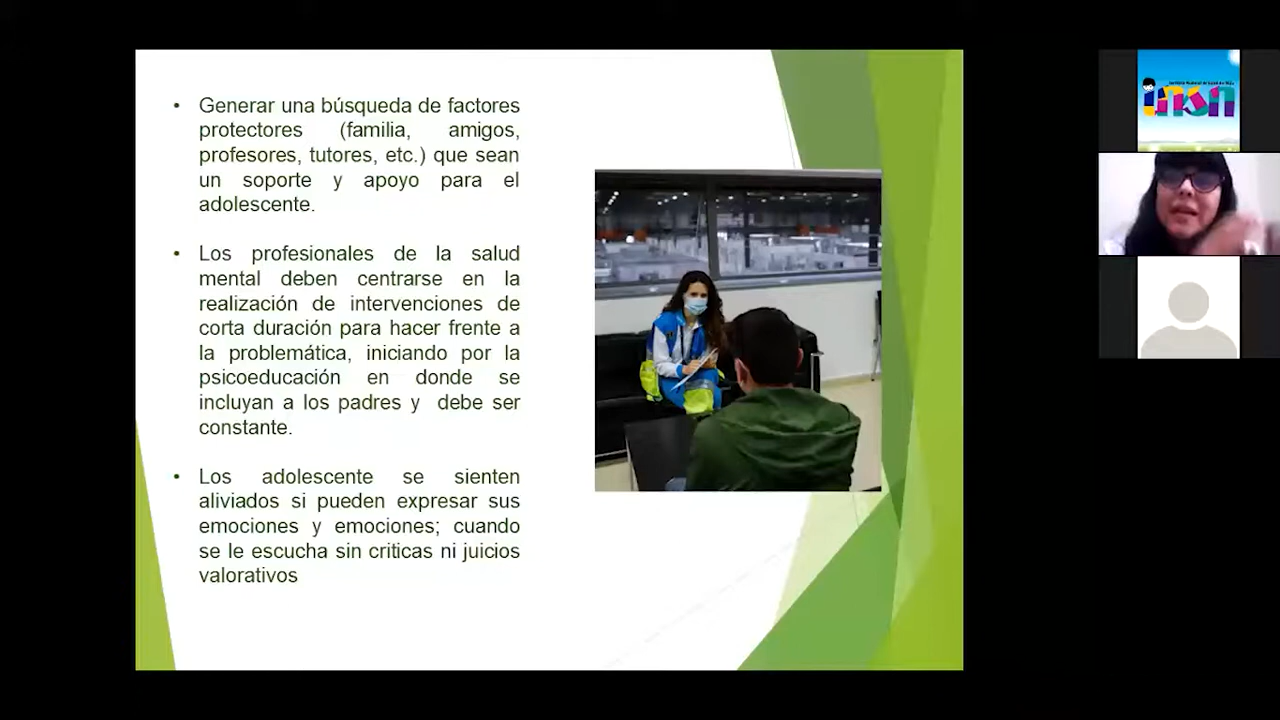 • Generar una búsqueda de factores
protectores (familia, amigos,
profesores, tutores, etc.) que sean
un soporte y apoyo para el
adolescente.
• Los profesionales de la salud
mental deben centrarse en la
realización de intervenciones de
corta duración para hacer frente a
la problemática, iniciando por la
psicoeducación en donde se
incluyan a los padres y debe ser
constante.
• Los adolescente se sienten
aliviados si pueden expresar sus
emociones y emociones; cuando
se le escucha sin criticas ni juicios
valorativos
insn